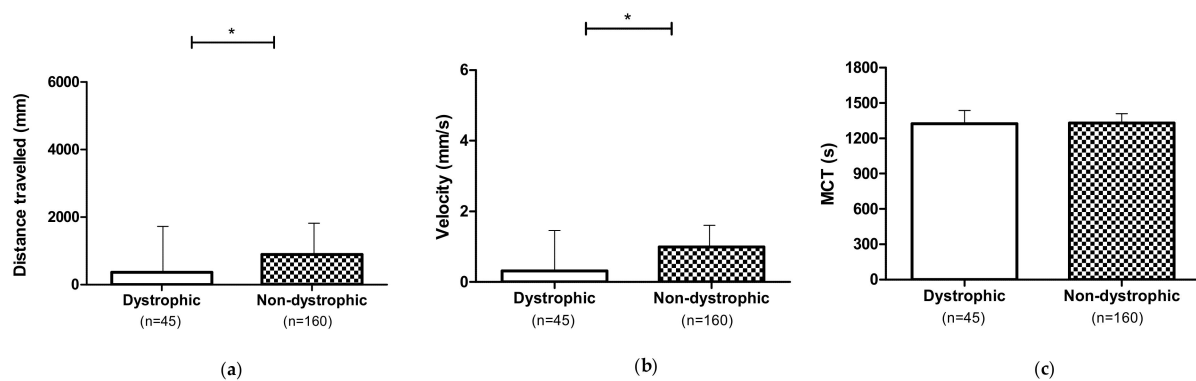 *
Distance travelled (mm)
6000
4000
2000
0
Dystrophic
(n=45)
Non-dystrophic
(n=160)
(a)
*
Velocity (mm/s)
6
4
2
0
Dystrophic
(n=45)
Non-dystrophic
(n=160)
(b)
MCT (s)
1800
1500
1200
900
600
300
0
Dystrophic
(n=45)
Non-dystrophic
(n=160)
(c)